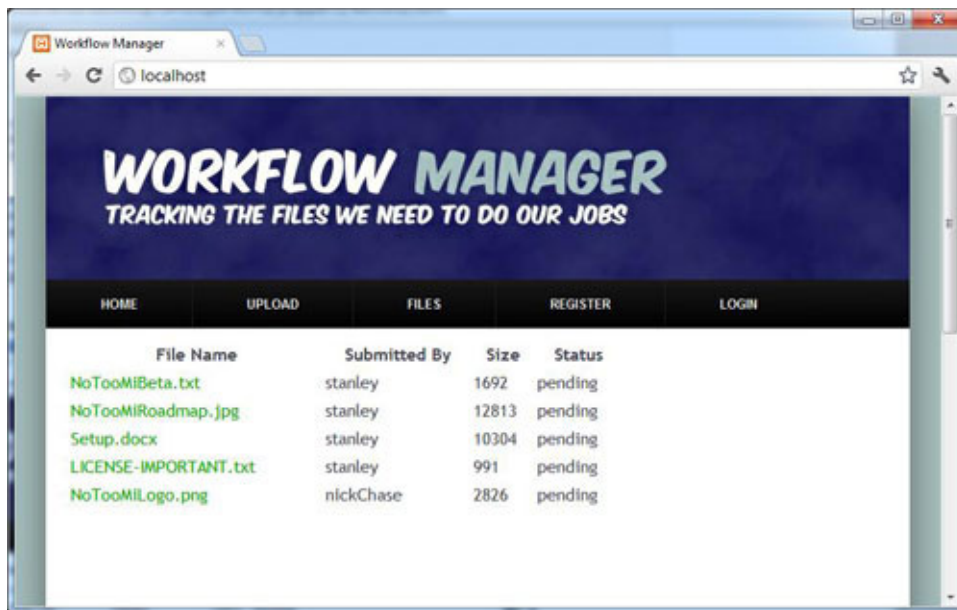 Workflow Manager
localhost
WORKFLOW MANAGER
TRACKING THE FILES WE NEED TO DO OUR JOBS
HOME UPLOAD FILES REGISTER LOGIN
File Name Submitted By Size Status
NoTooMiBeta.txt stanley 1692 pending
NoTooMiRoadmap.jpg stanley 12813 pending
Setup.docx stanley 10304 pending
LICENSE-IMPORTANT.txt stanley 991 pending
NoTooMiLogo.png nickChase 2826 pending